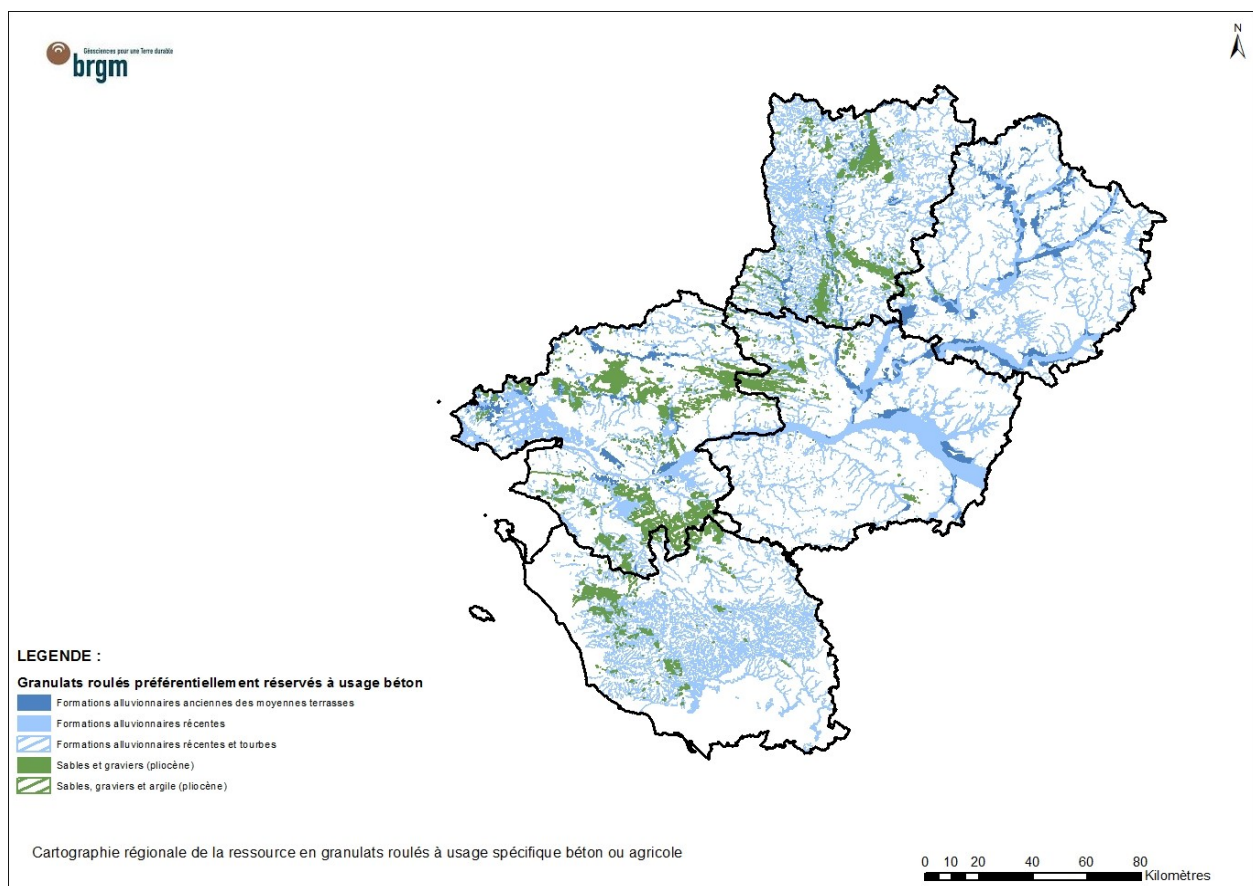 Géosciences pour une Terre durable
brgm
N
LEGENDE :
Granulats roulés préférentiellement réservés à usage béton
Formations alluvionnaires anciennes des moyennes terrasses
Formations alluvionnaires récentes
Formations alluvionnaires récentes et tourbes
Sables et graviers (pliocène)
Sables, graviers et argile (pliocène)
Cartographie régionale de la ressource en granulats roulés à usage spécifique béton ou agricole
0 10 20 40 60 80
Kilomètres